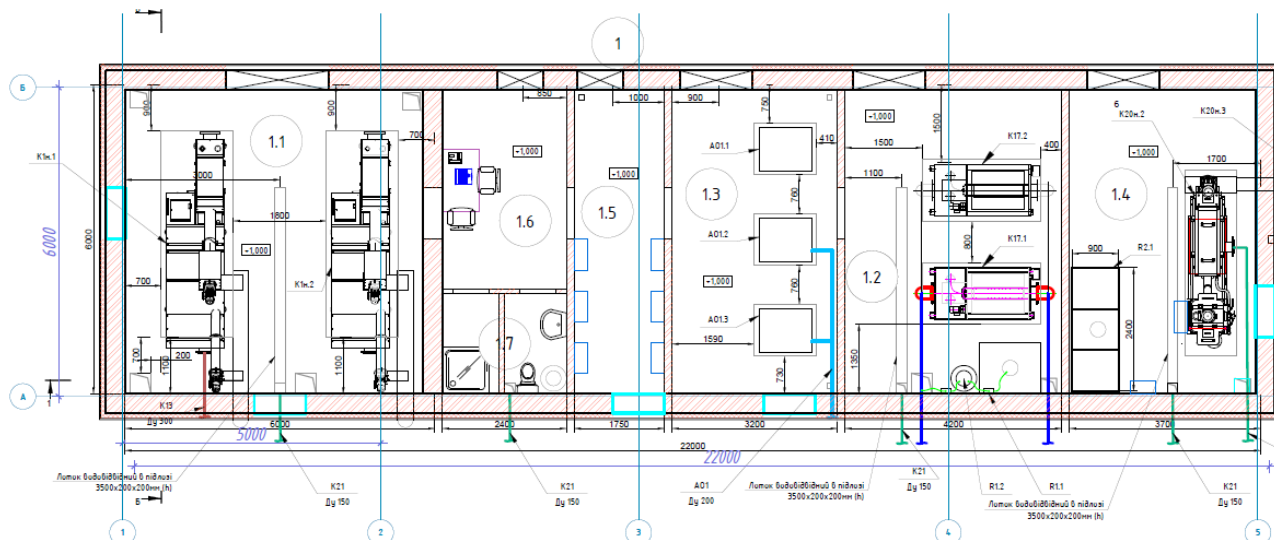 1
Б
900
900
850
1000
900
750
1500
6
К20н.2
К20н.3
-1,000
К17.2
1.1
700
А01.1
410
-1,000
1500
400
-1,000
К1н.1
-1,000
1700
3000
1100
760
1.3
1.4
1.5
1.6
6000
6000
1800
-1,000
А01.2
800
К17.1
900
R2.1
700
К1н.2
-1,000
760
1.2
А01.3
1.7
700
200
1100
1100
1590
730
1350
2400
А
1
К13
Ду 300
6000
2400
1750
3200
4200
3700
5000
22000
22000
Лоток водовідвідний в підлозі
3500х200х200мм (h)
Б
К21
Ду 150
К21
Ду 150
А01
Ду 200
Лоток водовідвідний в підлозі
3500х200х200мм (h)
К21
Ду 150
R1.2
R1.1
Лоток водовідвідний в підлозі
3500х200х200мм (h)
К21
Ду 150
1
2
3
4
5